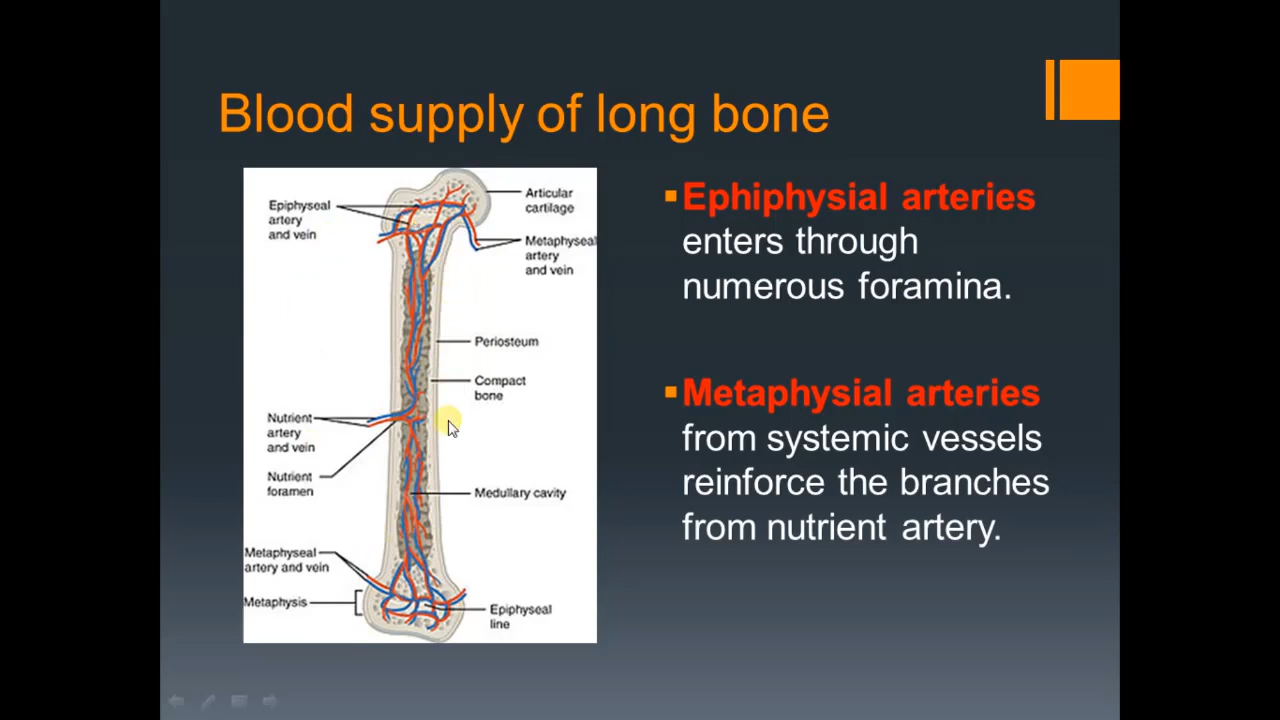 Blood supply of long bone
Epiphyseal
artery
and vein
Articular
cartilage
Metaphyseal
artery
and vein
Periosteum
Compact
bone
Nutrient
artery
and vein
Nutrient
foramen
Medullary cavity
Metaphyseal
artery and vein
Metaphysis
Epiphyseal
line
▪Ephiphysial arteries
enters through
numerous foramina.
▪Metaphysial arteries
from systemic vessels
reinforce the branches
from nutrient artery.